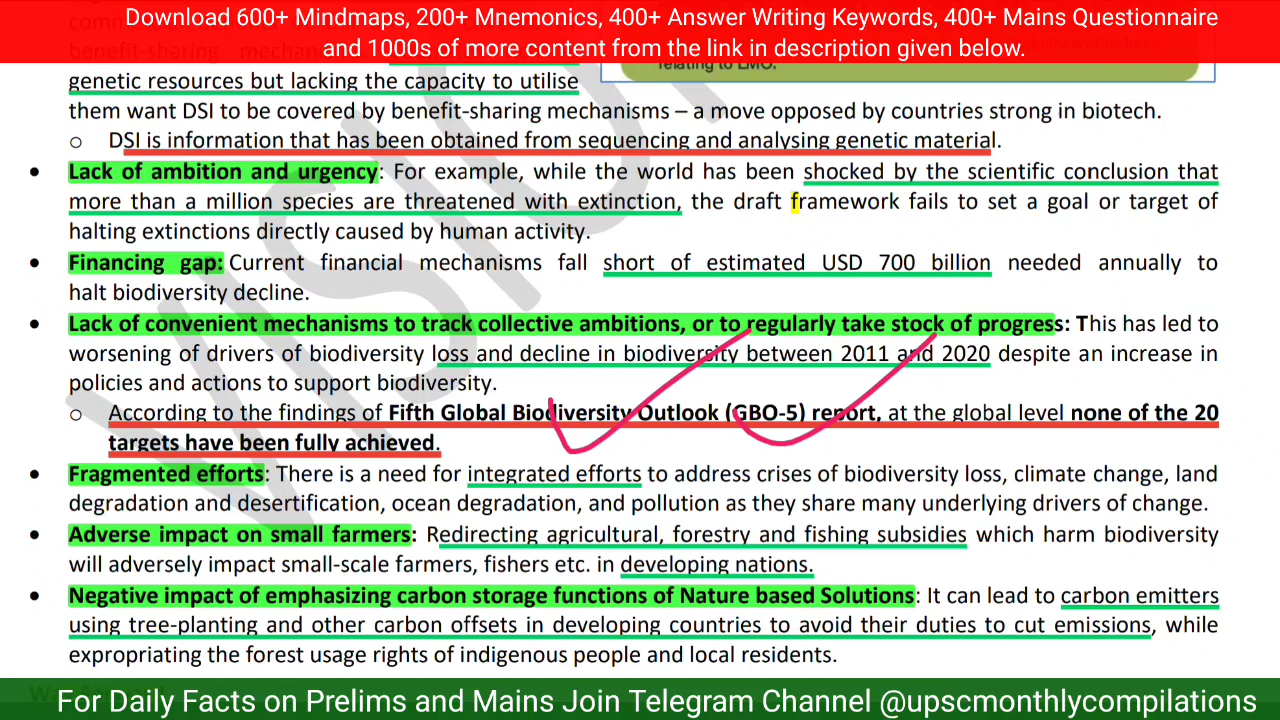 Download 600+ Mindmaps, 200+ Mnemonics, 400+ Answer Writing Keywords, 400+ Mains Questionnaire
and 1000s of more content from the link in description given below.
benefit-sharing
relating to LMO.
genetic resources but lacking the capacity to utilise
them want DSI to be covered by benefit-sharing mechanisms – a move opposed by countries strong in biotech.
o DSI is information that has been obtained from sequencing and analysing genetic material.
• Lack of ambition and urgency: For example, while the world has been shocked by the scientific conclusion that
more than a million species are threatened with extinction, the draft framework fails to set a goal or target of
halting extinctions directly caused by human activity.
• Financing gap: Current financial mechanisms fall short of estimated USD 700 billion needed annually to
halt biodiversity decline.
• Lack of convenient mechanisms to track collective ambitions, or to regularly take stock of progress: This has led to
worsening of drivers of biodiversity loss and decline in biodiversity between 2011 and 2020 despite an increase in
policies and actions to support biodiversity.
o According to the findings of Fifth Global Biodiversity Outlook (GBO-5) report, at the global level none of the 20
targets have been fully achieved.
• Fragmented efforts: There is a need for integrated efforts to address crises of biodiversity loss, climate change, land
degradation and desertification, ocean degradation, and pollution as they share many underlying drivers of change.
• Adverse impact on small farmers: Redirecting agricultural, forestry and fishing subsidies which harm biodiversity
will adversely impact small-scale farmers, fishers etc. in developing nations.
• Negative impact of emphasizing carbon storage functions of Nature based Solutions: It can lead to carbon emitters
using tree-planting and other carbon offsets in developing countries to avoid their duties to cut emissions, while
expropriating the forest usage rights of indigenous people and local residents.
For Daily Facts on Prelims and Mains Join Telegram Channel @upscmonthlycompilations